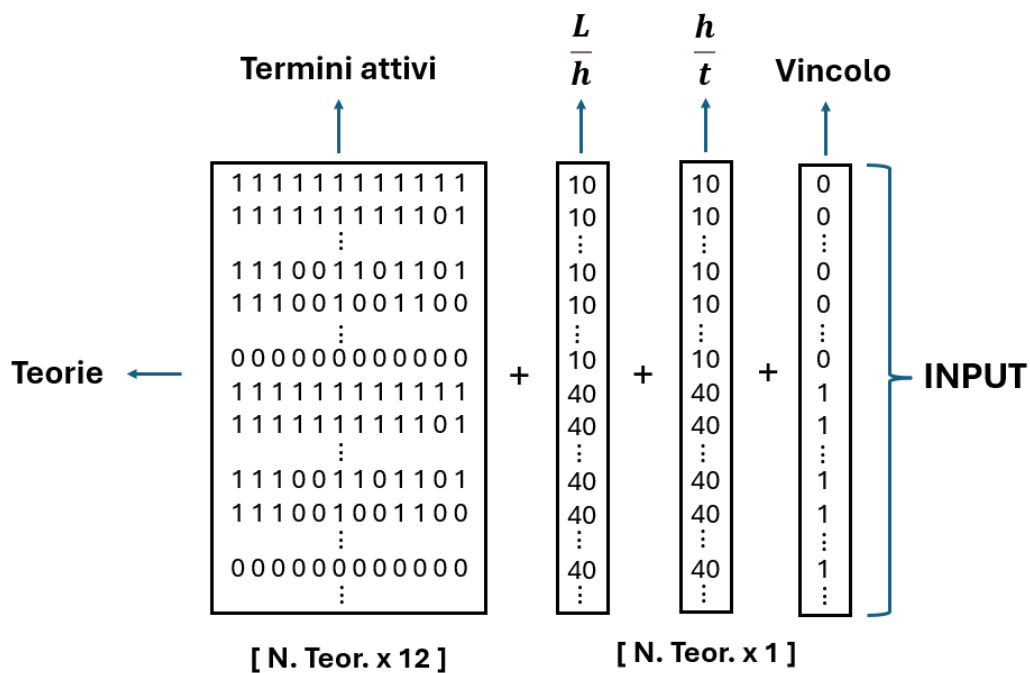 Termini attivi L/h h/t Vincolo
1 1 1 1 1 1 1 1 1 1 1 1 10 10 0
1 1 1 1 1 1 1 1 1 1 0 1 10 10 0
⋮ ⋮ ⋮ ⋮
1 1 1 0 0 1 1 0 1 1 0 1 10 10 0
1 1 1 0 0 1 0 0 1 1 0 0 10 10 0
⋮ ⋮ ⋮ ⋮
Teorie 0 0 0 0 0 0 0 0 0 0 0 0 + 10 + 10 + 0 INPUT
1 1 1 1 1 1 1 1 1 1 1 1 40 40 1
1 1 1 1 1 1 1 1 1 1 0 1 40 40 1
⋮ ⋮ ⋮ ⋮
1 1 1 0 0 1 1 0 1 1 0 1 40 40 1
1 1 1 0 0 1 0 0 1 1 0 0 40 40 1
⋮ ⋮ ⋮ ⋮
0 0 0 0 0 0 0 0 0 0 0 0 40 40 1
⋮ ⋮ ⋮ ⋮
[ N. Teor. x 12 ] [ N. Teor. x 1 ]